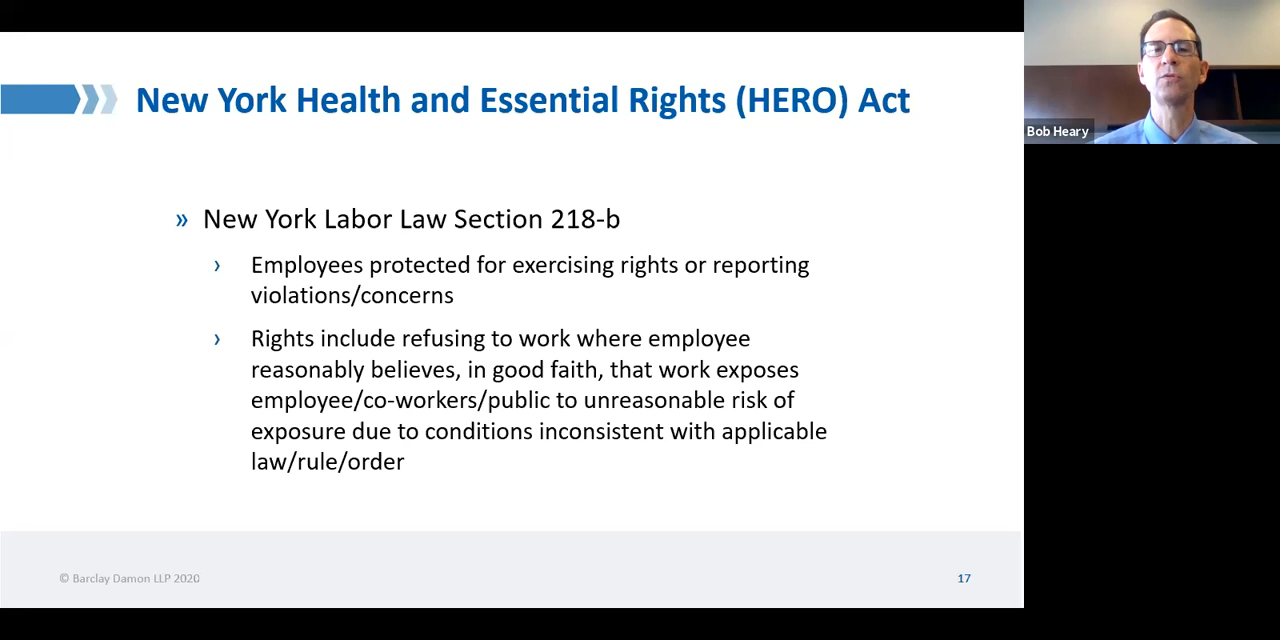 New York Health and Essential Rights (HERO) Act
Bob Heary
» New York Labor Law Section 218-b
› Employees protected for exercising rights or reporting
violations/concerns
› Rights include refusing to work where employee
reasonably believes, in good faith, that work exposes
employee/co-workers/public to unreasonable risk of
exposure due to conditions inconsistent with applicable
law/rule/order
© Barclay Damon LLP 2020
17